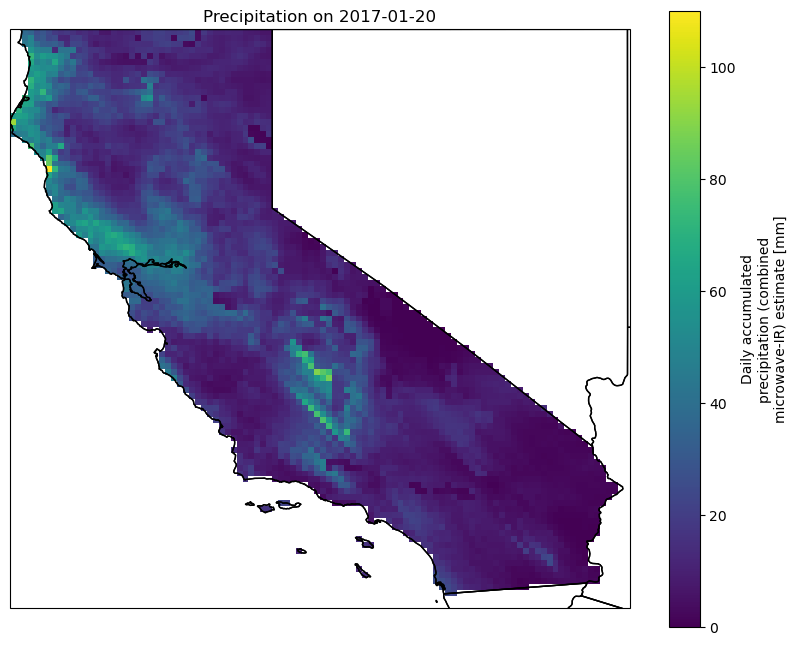 Precipitation on 2017-01-20
100
80
60
40
20
0
Daily accumulated
precipitation (combined
microwave-IR) estimate [mm]